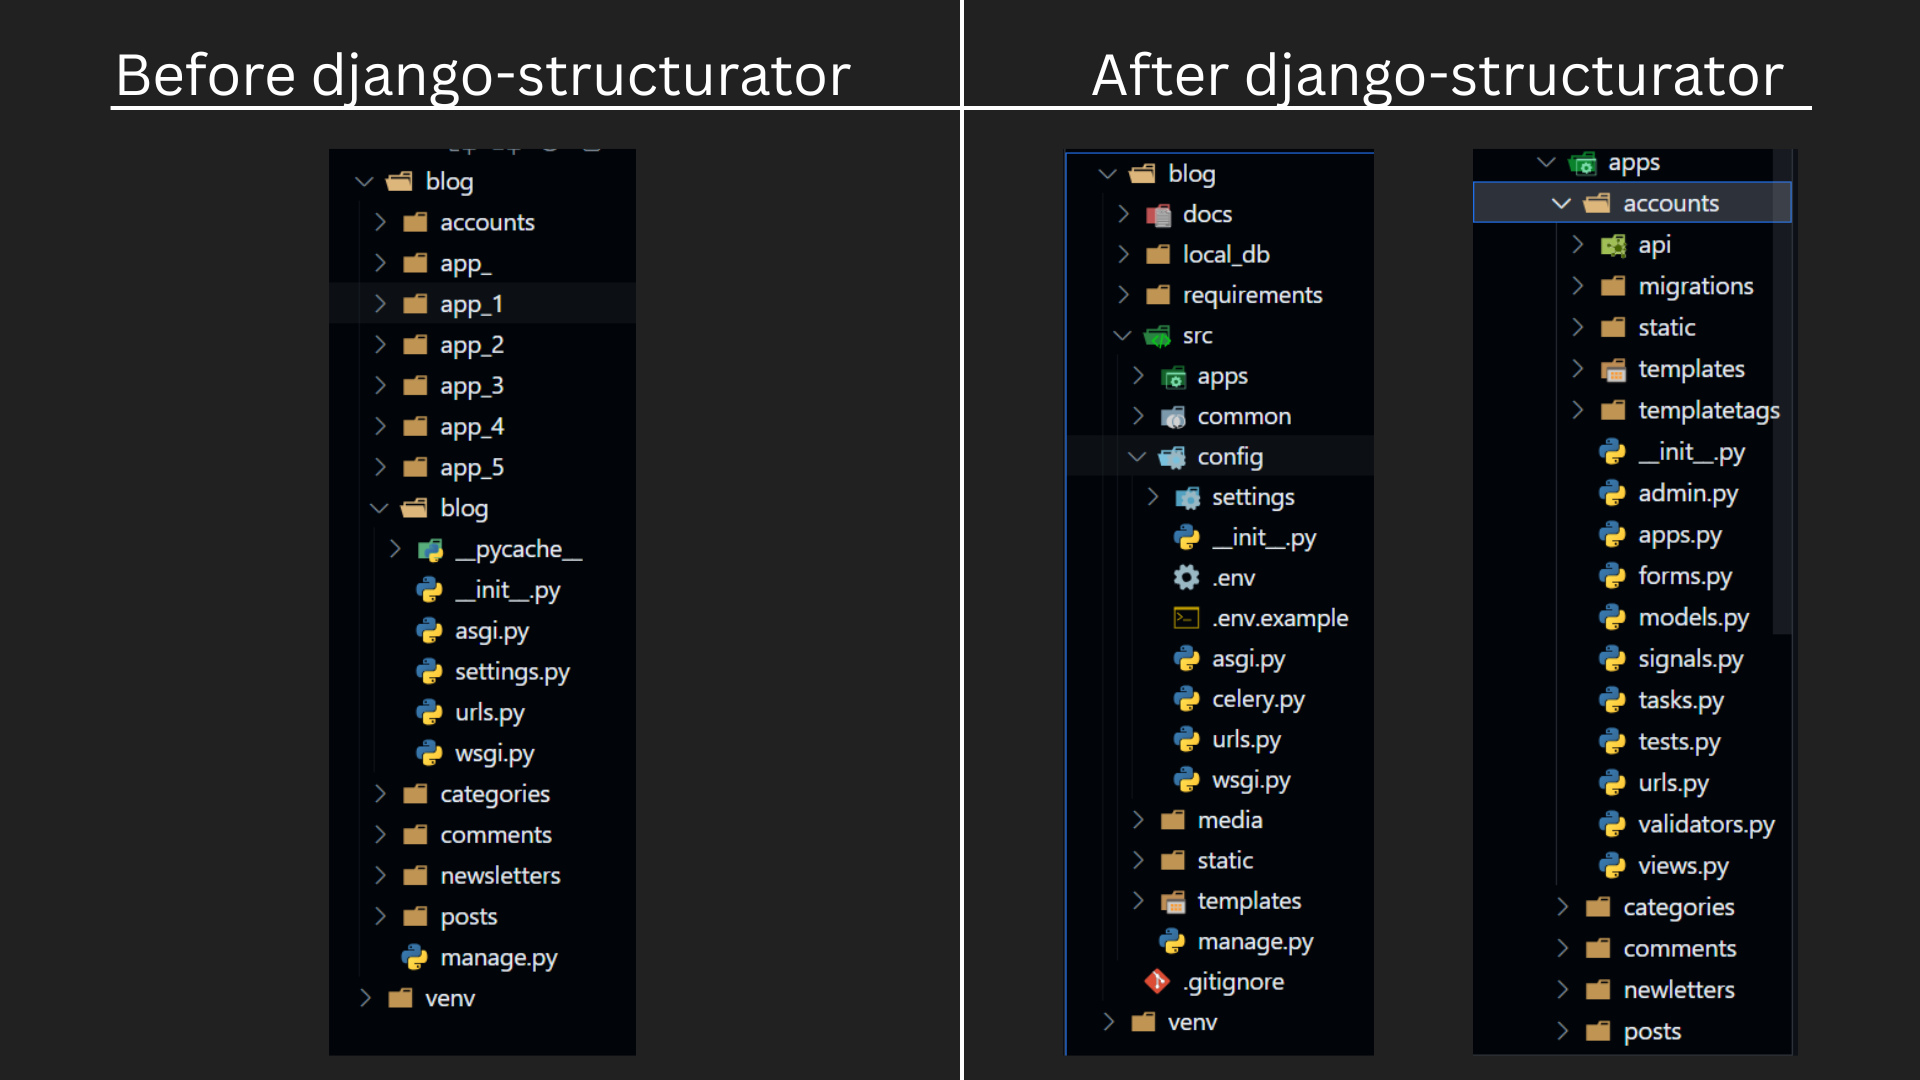 Before django-structurator
blog
accounts
app_
app_1
app_2
app_3
app_4
app_5
blog
__pycache__
__init__.py
asgi.py
settings.py
urls.py
wsgi.py
categories
comments
newsletters
posts
manage.py
venv
After django-structurator
blog
docs
local_db
requirements
src
apps
common
config
settings
__init__.py
.env
.env.example
asgi.py
celery.py
urls.py
wsgi.py
media
static
templates
manage.py
.gitignore
venv
apps
accounts
api
migrations
static
templates
templatetags
__init__.py
admin.py
apps.py
forms.py
models.py
signals.py
tasks.py
tests.py
urls.py
validators.py
views.py
categories
comments
newletters
posts